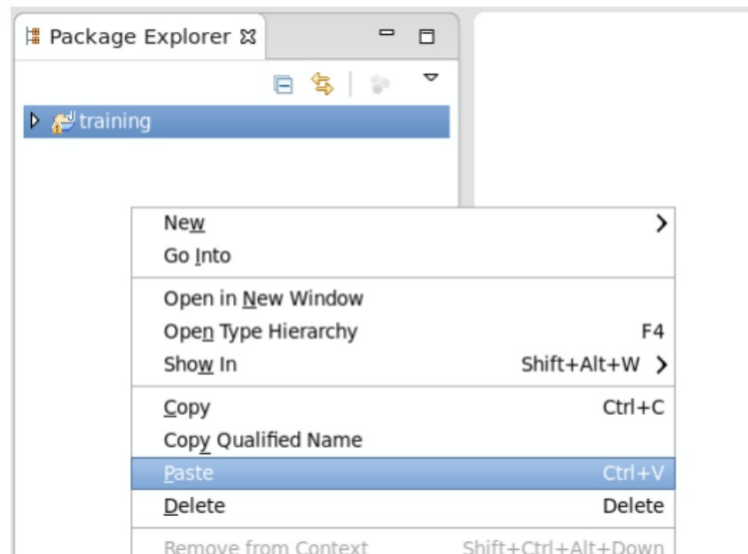 Package Explorer
training
New
Go Into
Open in New Window
Open Type Hierarchy F4
Show In Shift+Alt+W
Copy Ctrl+C
Copy Qualified Name
Paste Ctrl+V
Delete Delete
Remove from Context Shift+Ctrl+Alt+Down